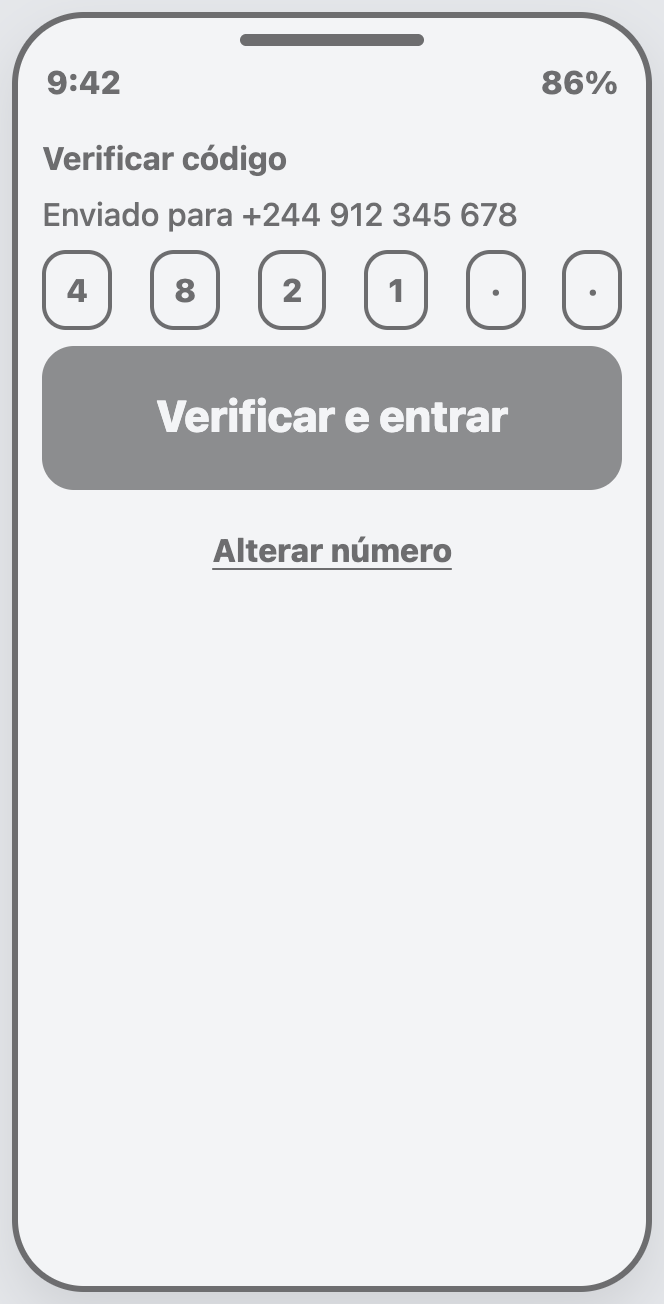 9:42 86%
Verificar código
Enviado para +244 912 345 678
4 8 2 1 · ·
Verificar e entrar
Alterar número